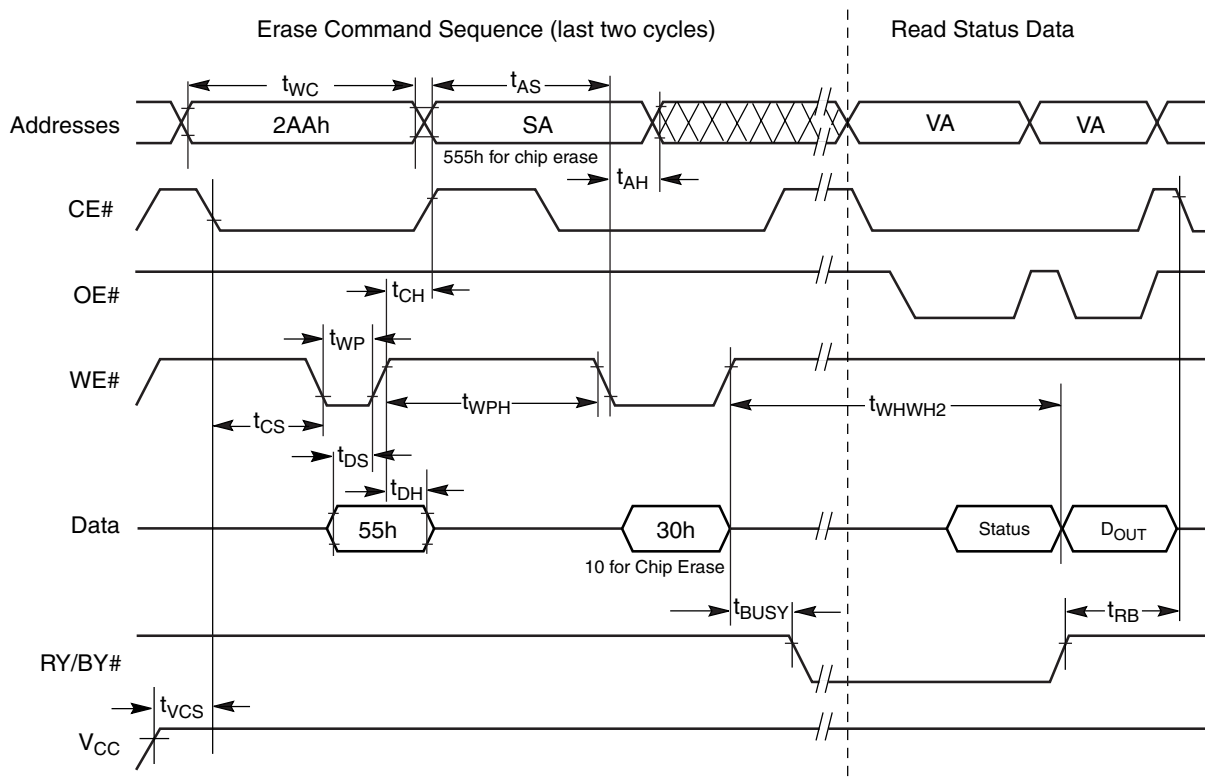 Erase Command Sequence (last two cycles)
Read Status Data
tWC
tAS
Addresses
2AAh
SA
VA
VA
555h for chip erase
tAH
CE#
OE#
tCH
tWP
WE#
tWPH
tWHWH2
tCS
tDS
tDH
Data
55h
30h
Status
DOUT
10 for Chip Erase
tBUSY
tRB
RY/BY#
tVCS
VCC